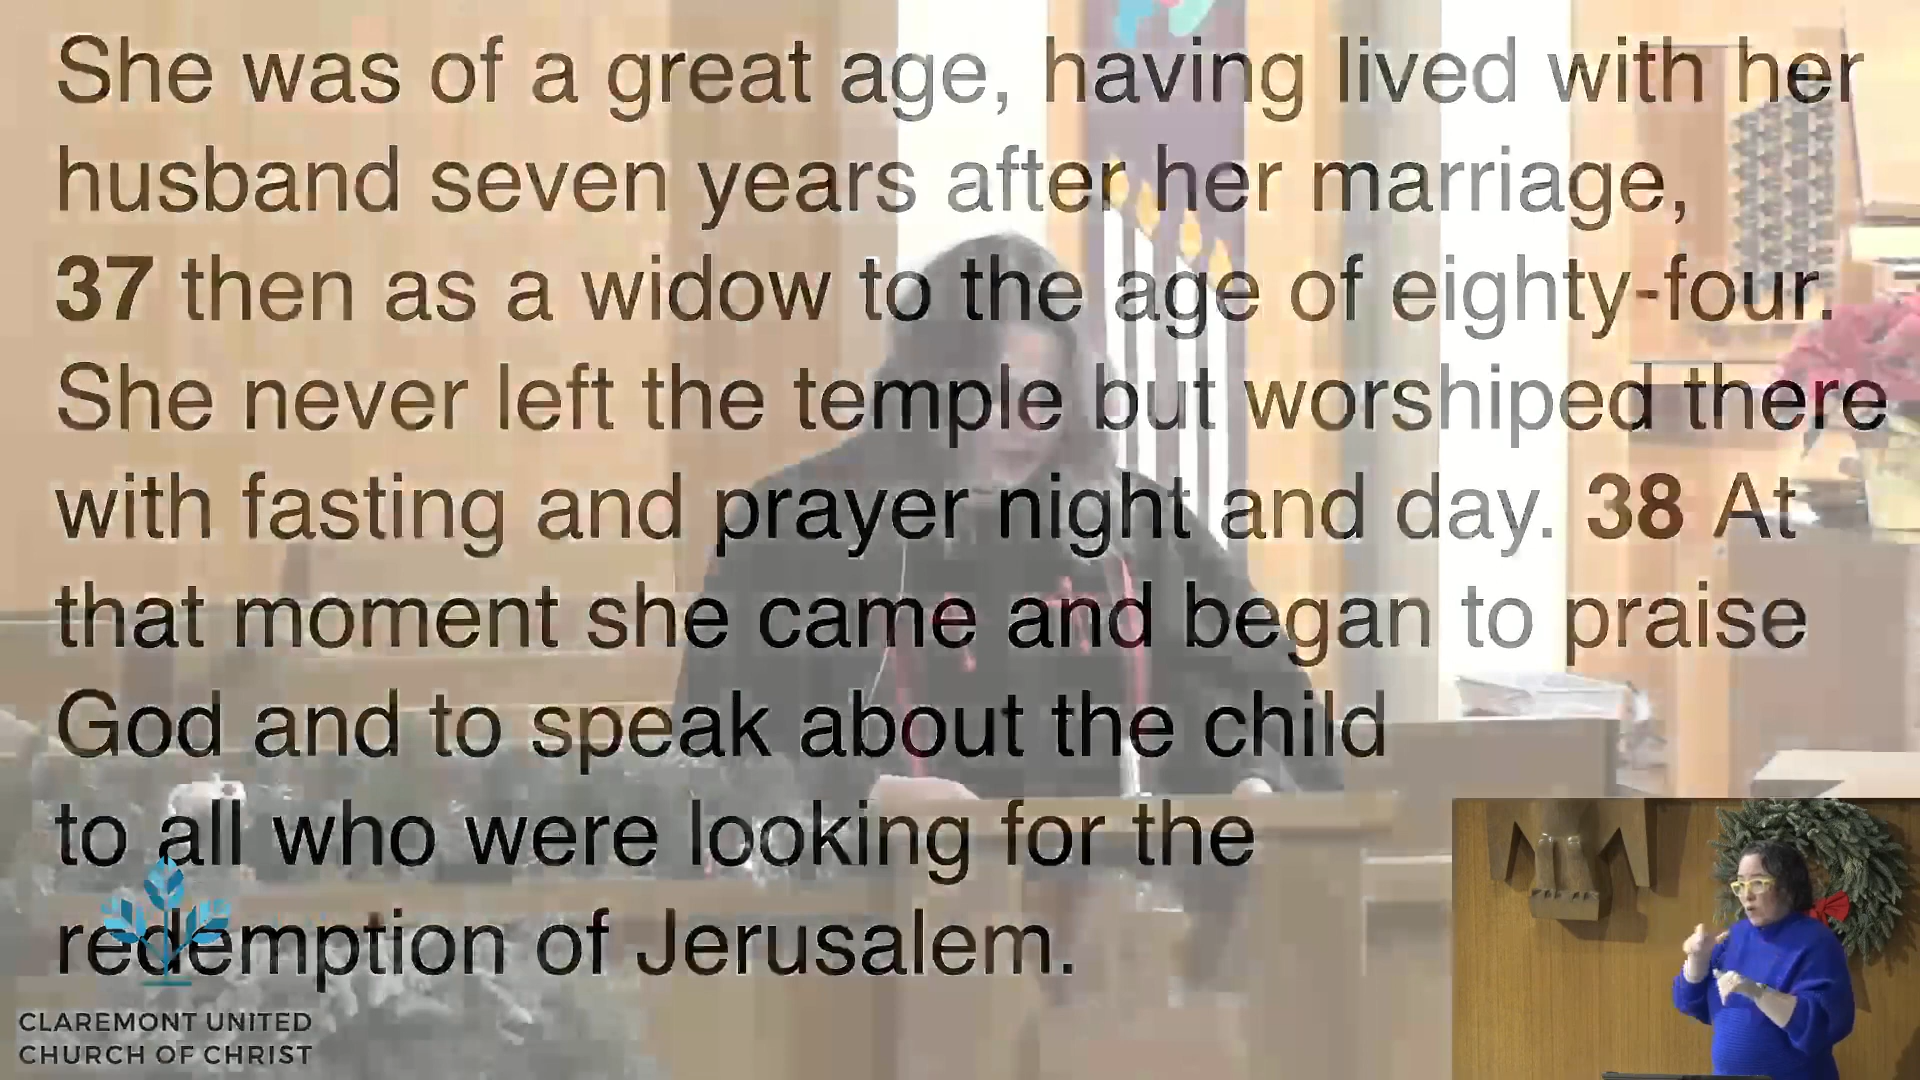 She was of a great age, having lived with her
husband seven years after her marriage,
37 then as a widow to the age of eighty-four.
She never left the temple but worshiped there
with fasting and prayer night and day. 38 At
that moment she came and began to praise
God and to speak about the child
to all who were looking for the
redemption of Jerusalem.
CLAREMONT UNITED
CHURCH OF CHRIST